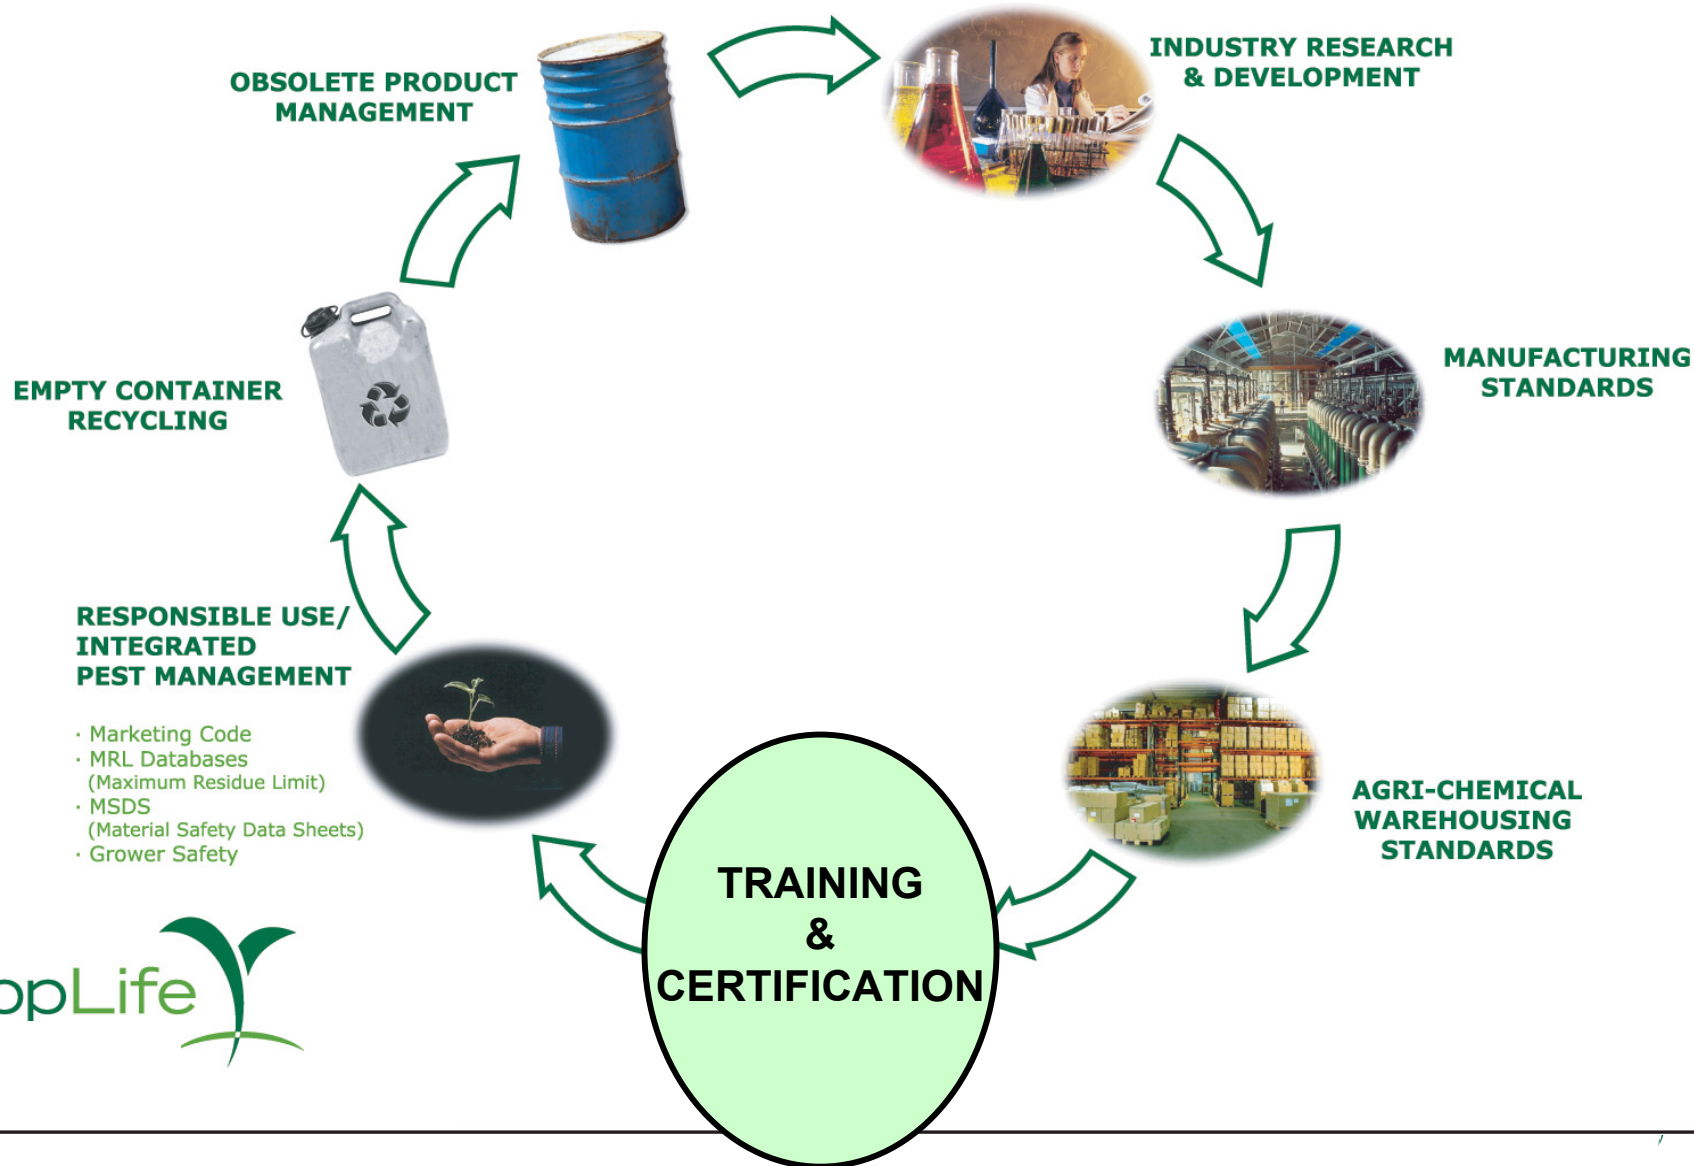 OBSOLETE PRODUCT
MANAGEMENT
INDUSTRY RESEARCH
& DEVELOPMENT
MANUFACTURING
STANDARDS
EMPTY CONTAINER
RECYCLING
RESPONSIBLE USE/
INTEGRATED
PEST MANAGEMENT
· Marketing Code
· MRL Databases
(Maximum Residue Limit)
· MSDS
(Material Safety Data Sheets)
· Grower Safety
AGRI-CHEMICAL
WAREHOUSING
STANDARDS
TRAINING
&
CERTIFICATION
opLife